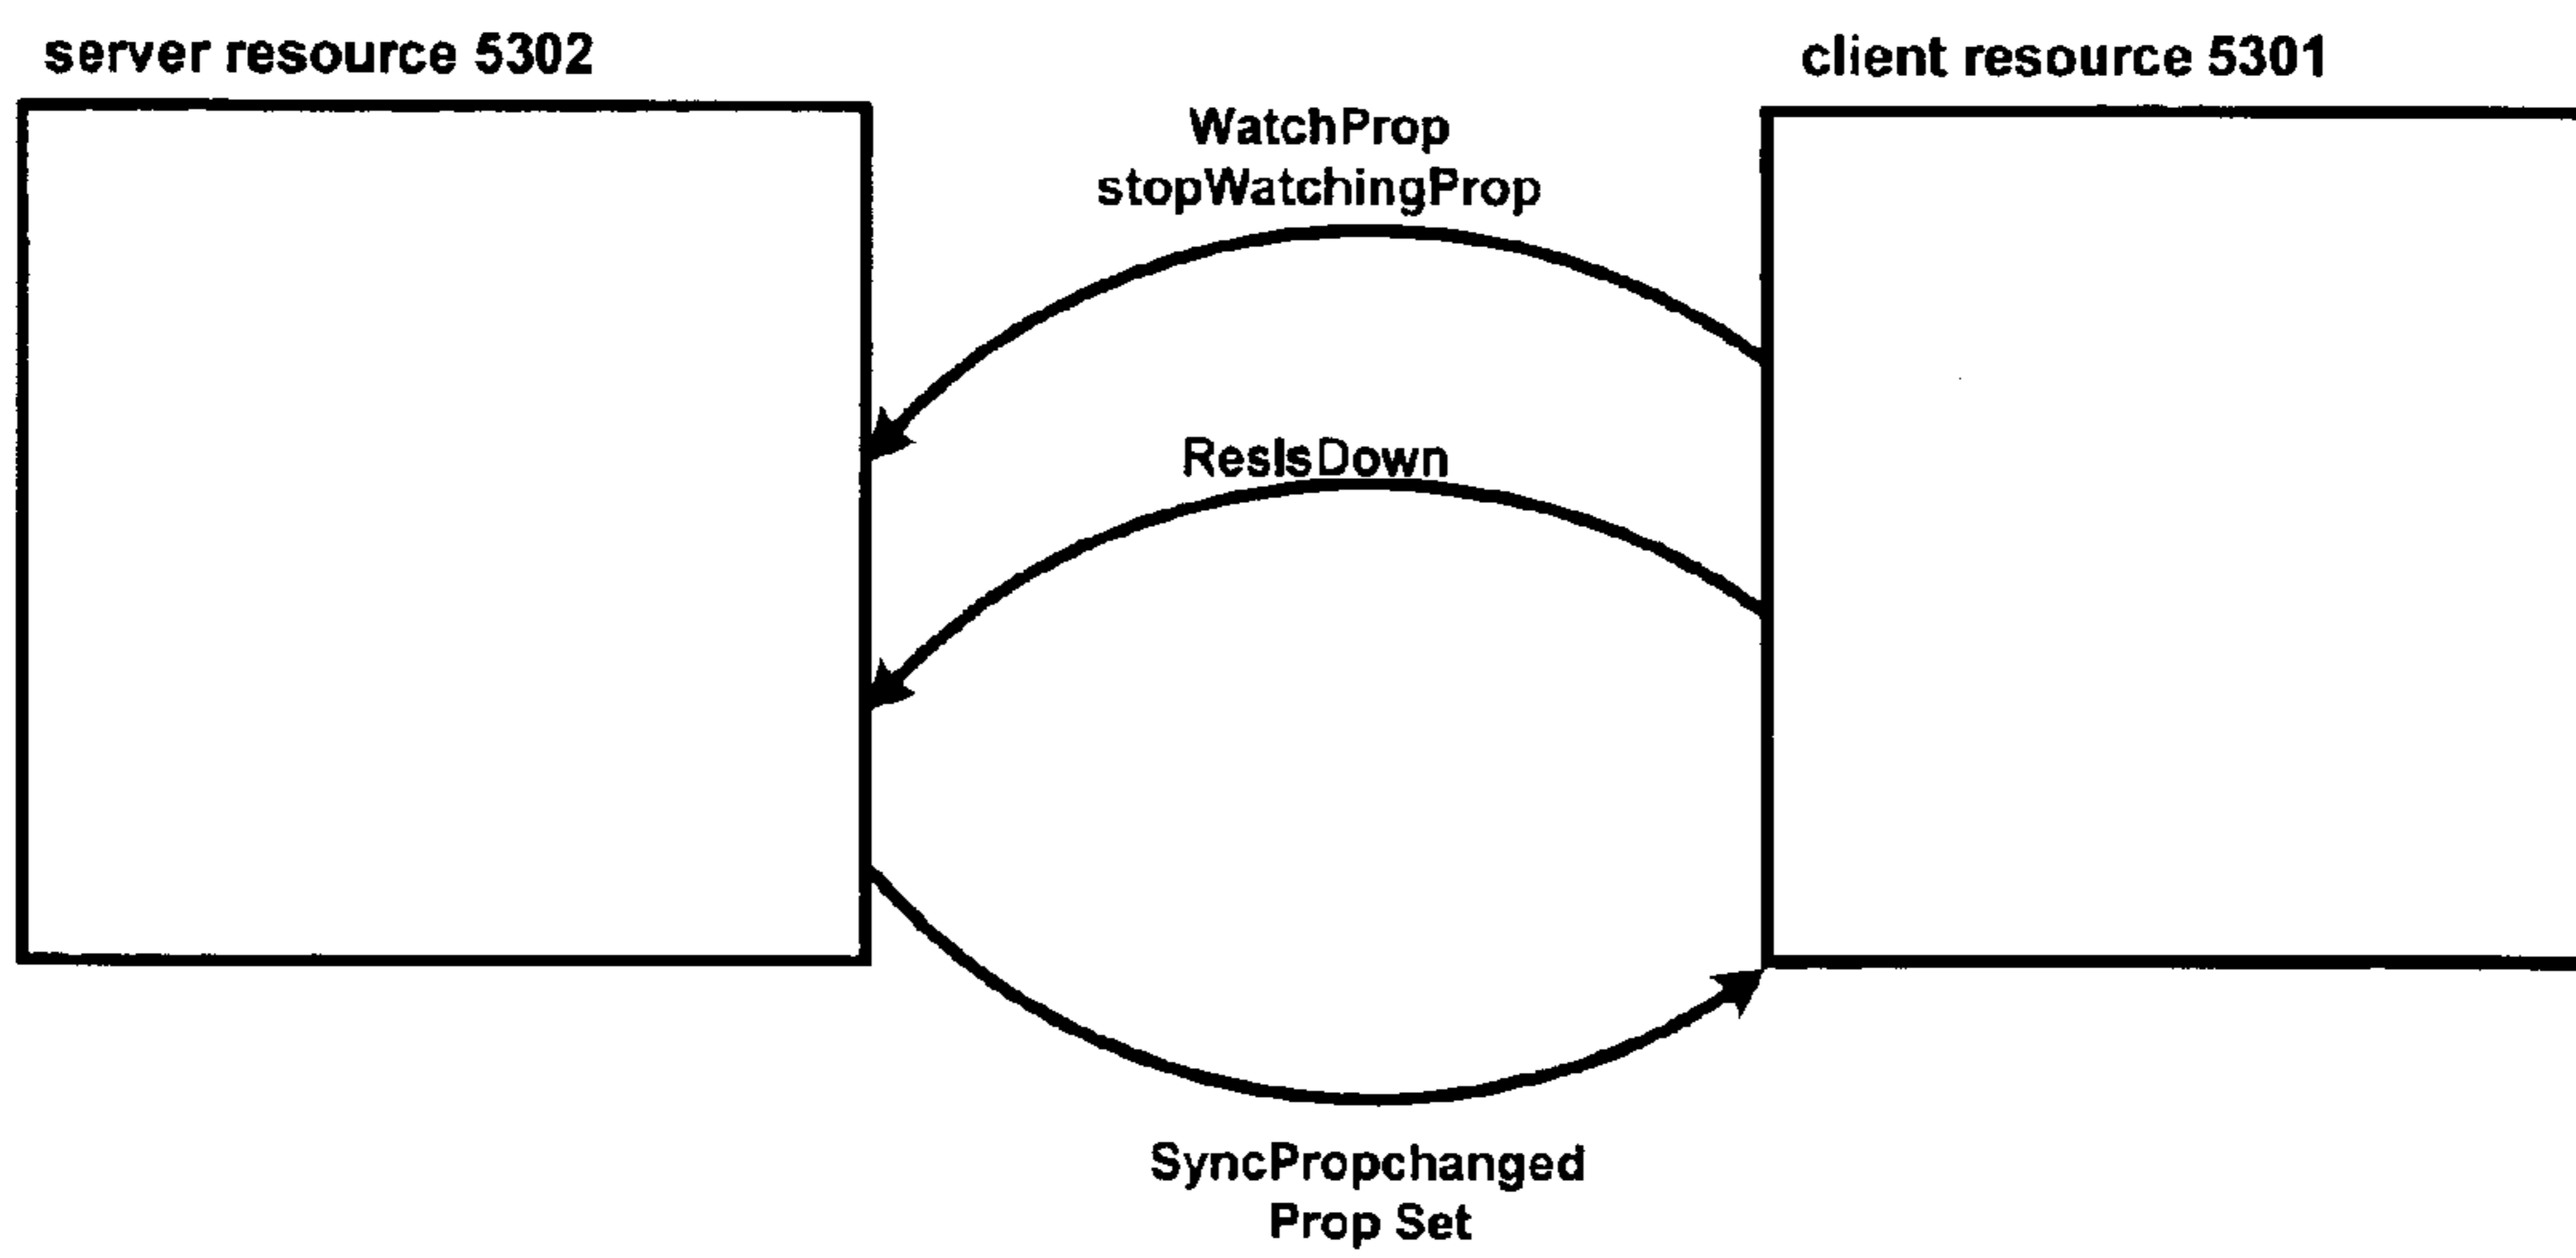 server resource 5302
client resource 5301
WatchProp
stopWatchingProp
ResIsDown
SyncPropchanged
Prop Set